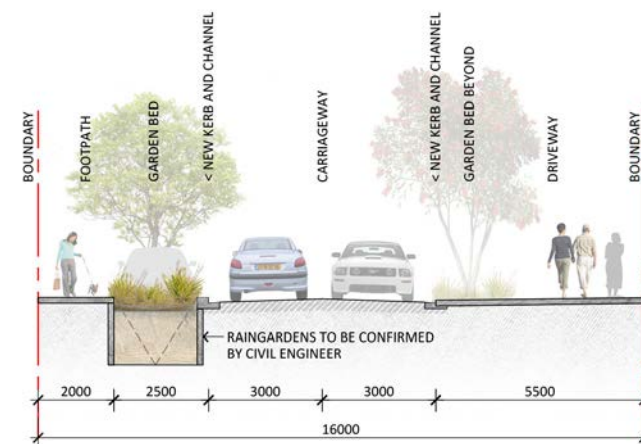 BOUNDARY
FOOTPATH
GARDEN BED
< NEW KERB AND CHANNEL
CARRIAGEWAY
< NEW KERB AND CHANNEL
GARDEN BED BEYOND
DRIVEWAY
BOUNDARY
RAINGARDENS TO BE CONFIRMED
BY CIVIL ENGINEER
2000
2500
3000
3000
5500
16000